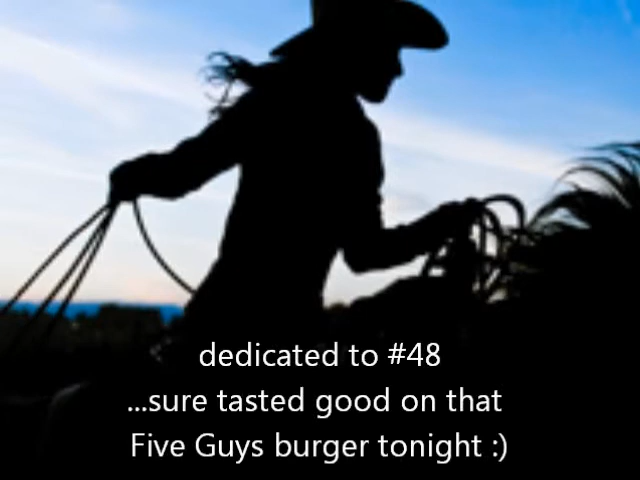 dedicated to #48
...sure tasted good on that
Five Guys burger tonight :)